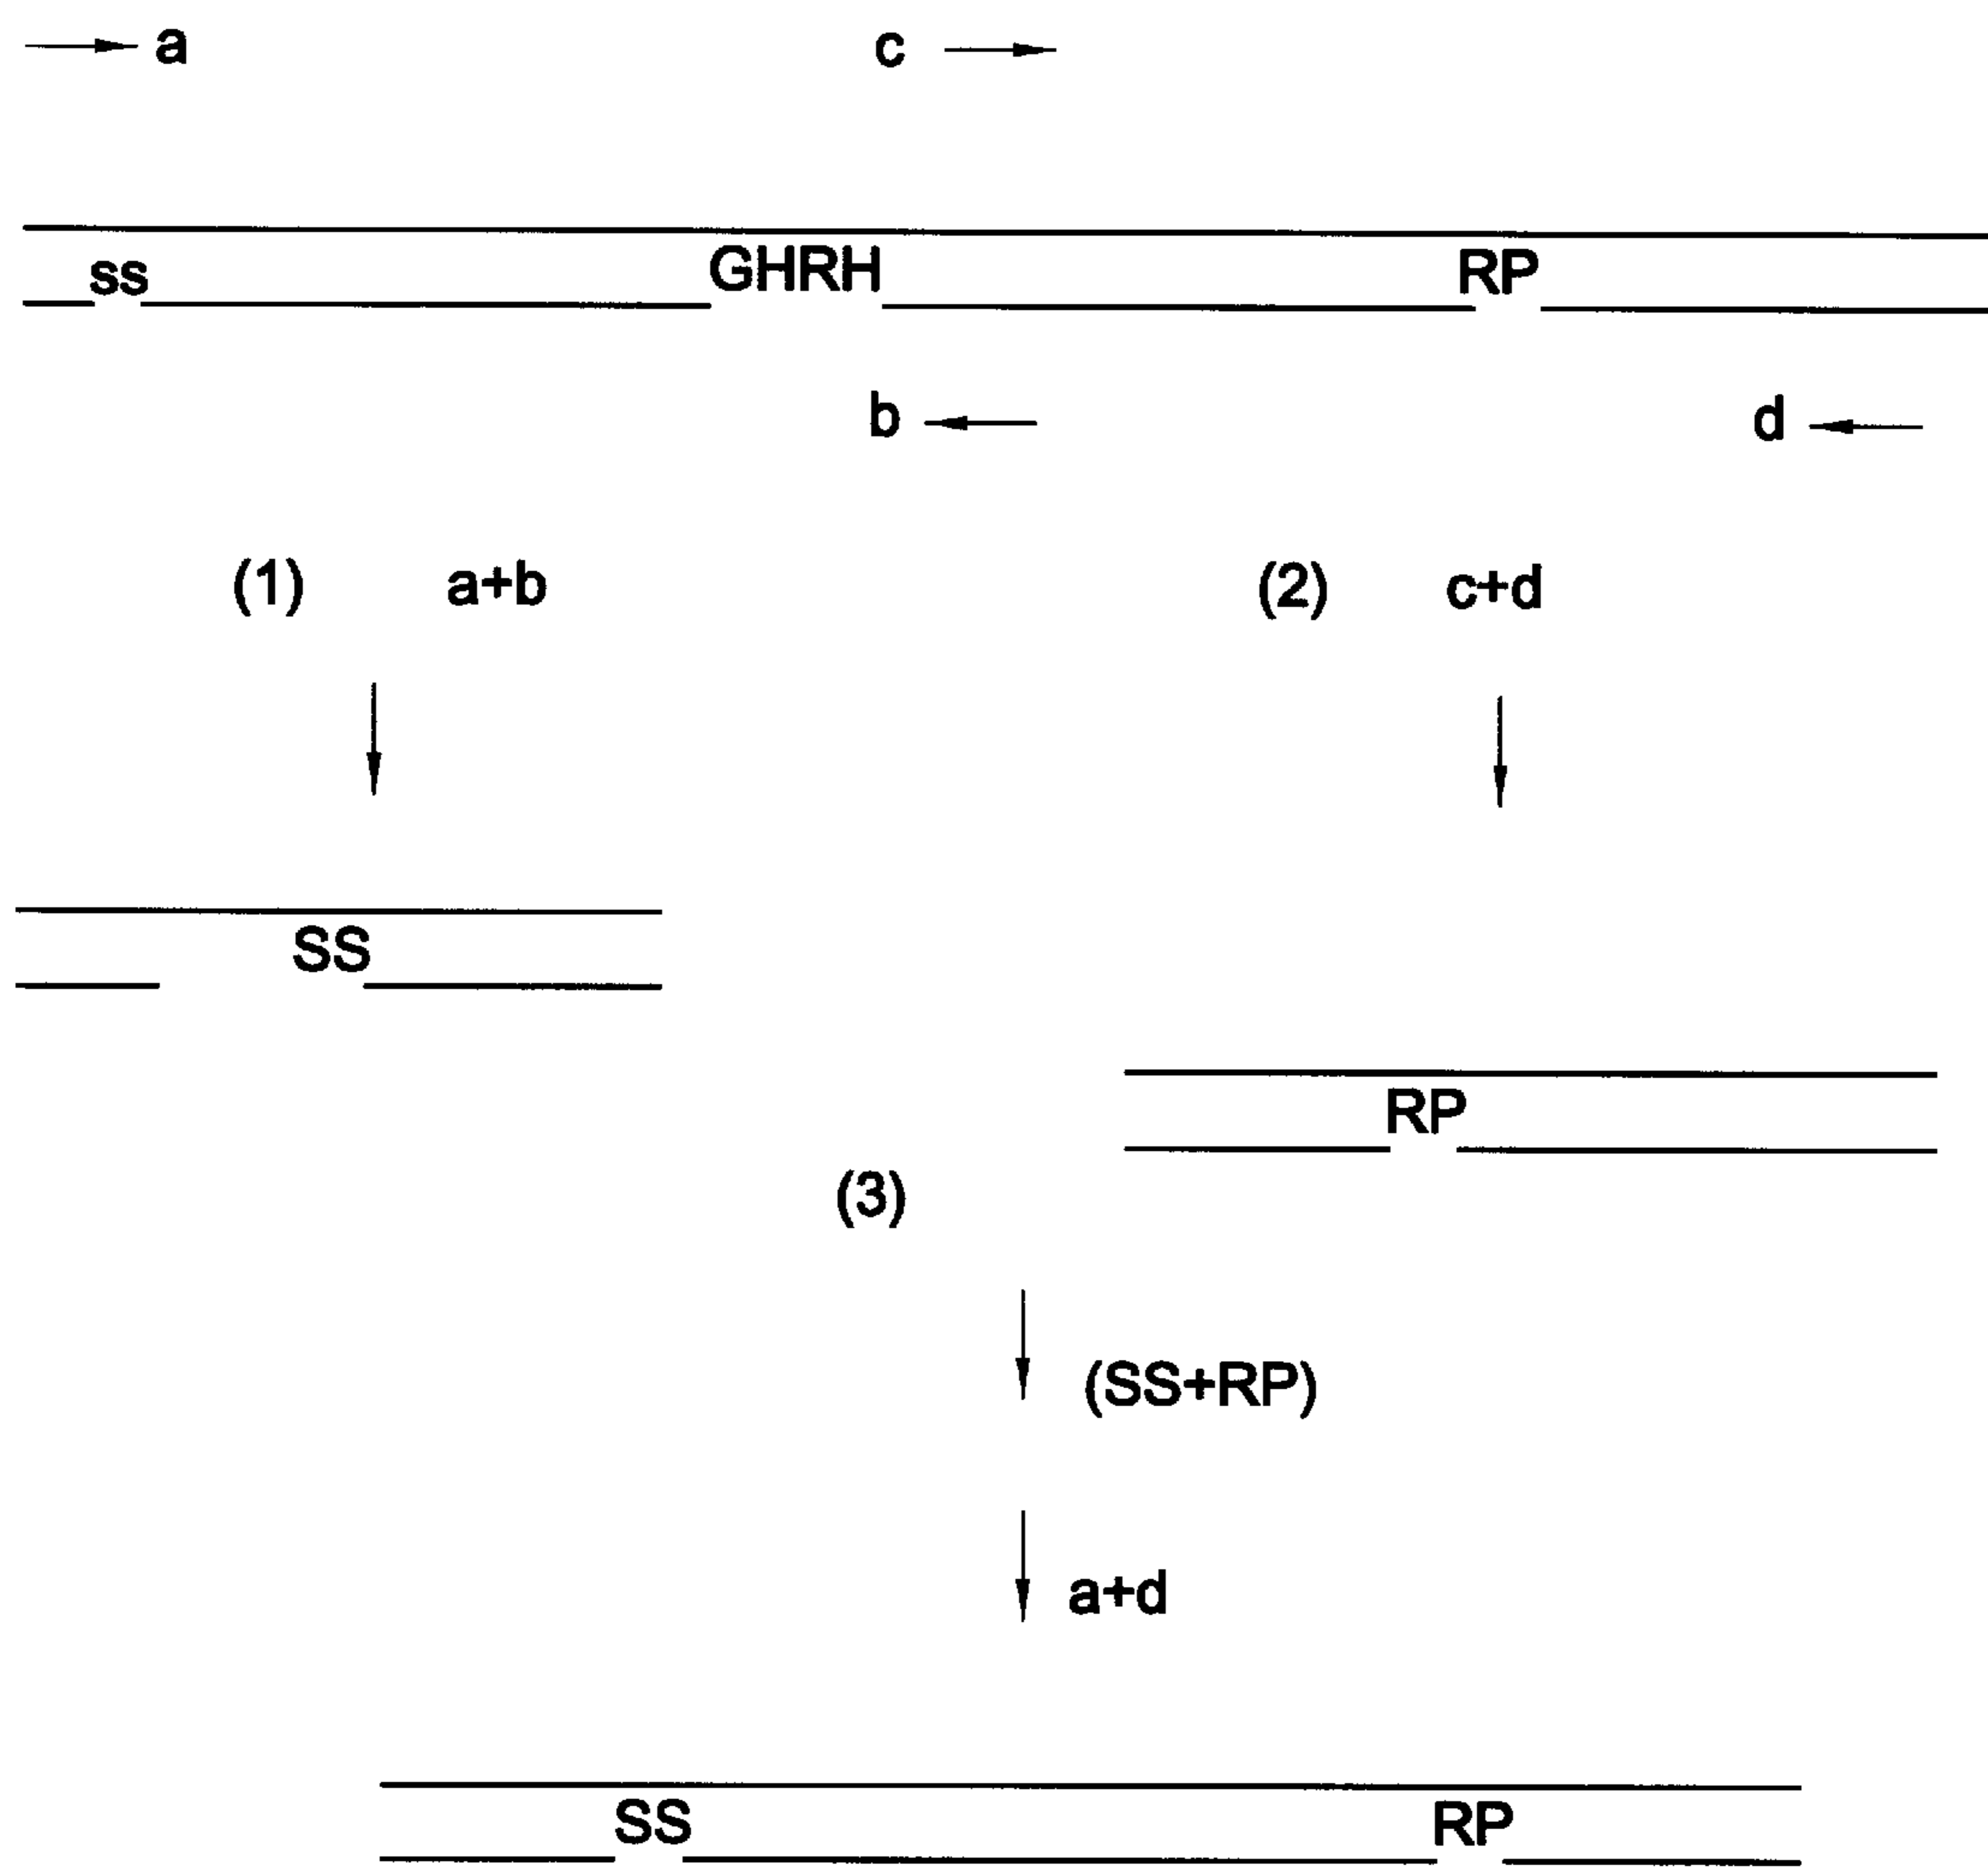 a c
ss GHRH RP
b d
(1) a+b (2) c+d
SS
RP
(3)
(SS+RP)
a+d
SS RP